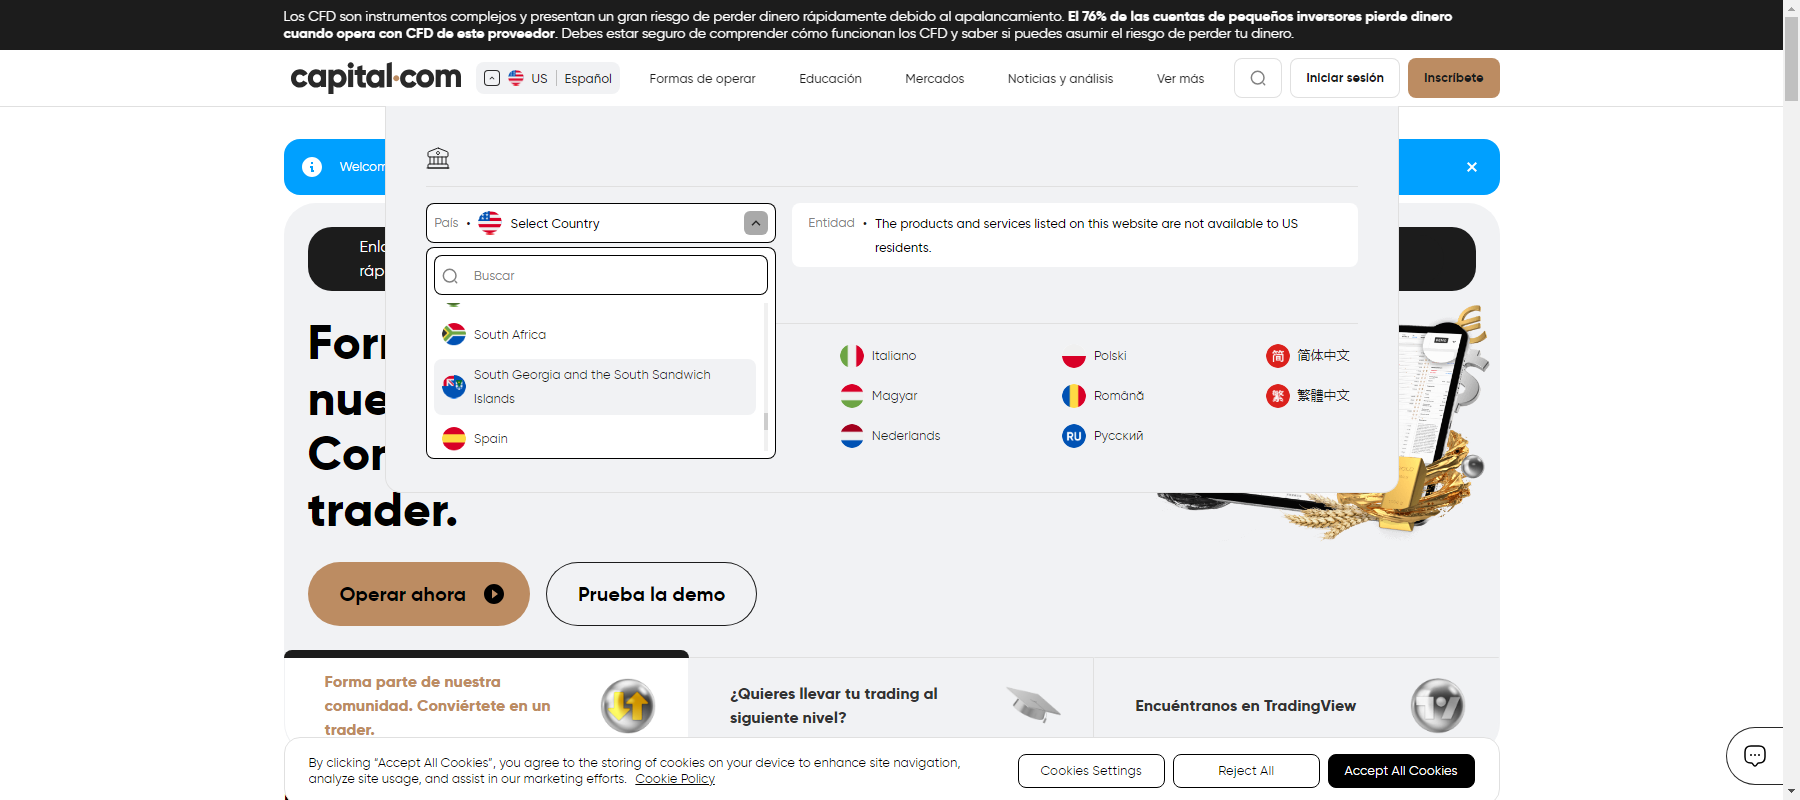 Los CFD son instrumentos complejos y presentan un gran riesgo de perder dinero rápidamente debido al apalancamiento. El 76% de las cuentas de pequeños inversores pierde dinero
cuando opera con CFD de este proveedor. Debes estar seguro de comprender cómo funcionan los CFD y saber si puedes asumir el riesgo de perder tu dinero.
capital.com
US Español
Formas de operar
Educación
Mercados
Noticias y análisis
Ver más
Iniciar sesión
Inscríbete
País • Select Country
Entidad • The products and services listed on this website are not available to US
residents.
Buscar
South Africa
South Georgia and the South Sandwich
Islands
Spain
Italiano
Polski
简 简体中文
Magyar
Română
繁 繁體中文
Nederlands
RU Русский
trader.
Operar ahora
Prueba la demo
Forma parte de nuestra
comunidad. Conviértete en un
trader.
¿Quieres llevar tu trading al
siguiente nivel?
Encuéntranos en TradingView
By clicking “Accept All Cookies”, you agree to the storing of cookies on your device to enhance site navigation,
analyze site usage, and assist in our marketing efforts. Cookie Policy
Cookies Settings
Reject All
Accept All Cookies